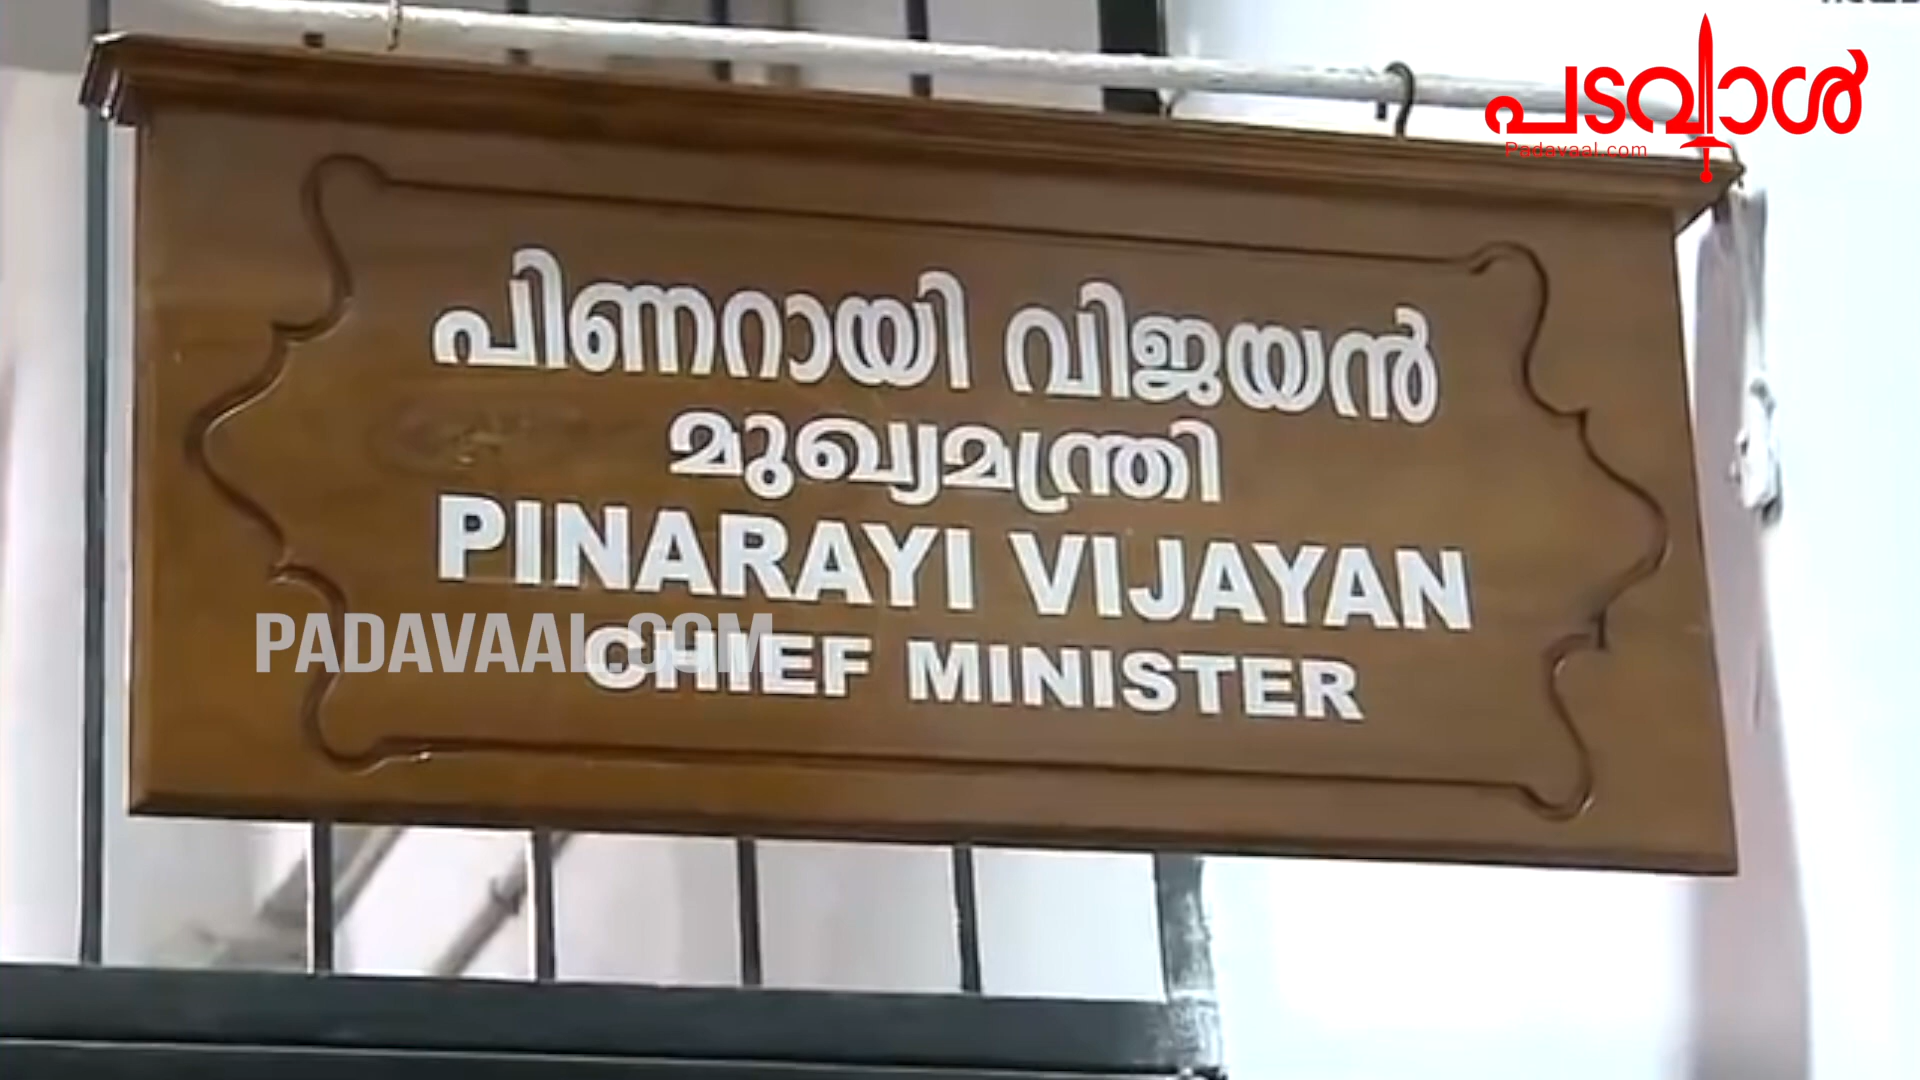 പടവാൾ
Padavaal.com
പിണറായി വിജയൻ
മുഖ്യമന്ത്രി
PINARAYI VIJAYAN
CHIEF MINISTER
PADAVAAL.COM